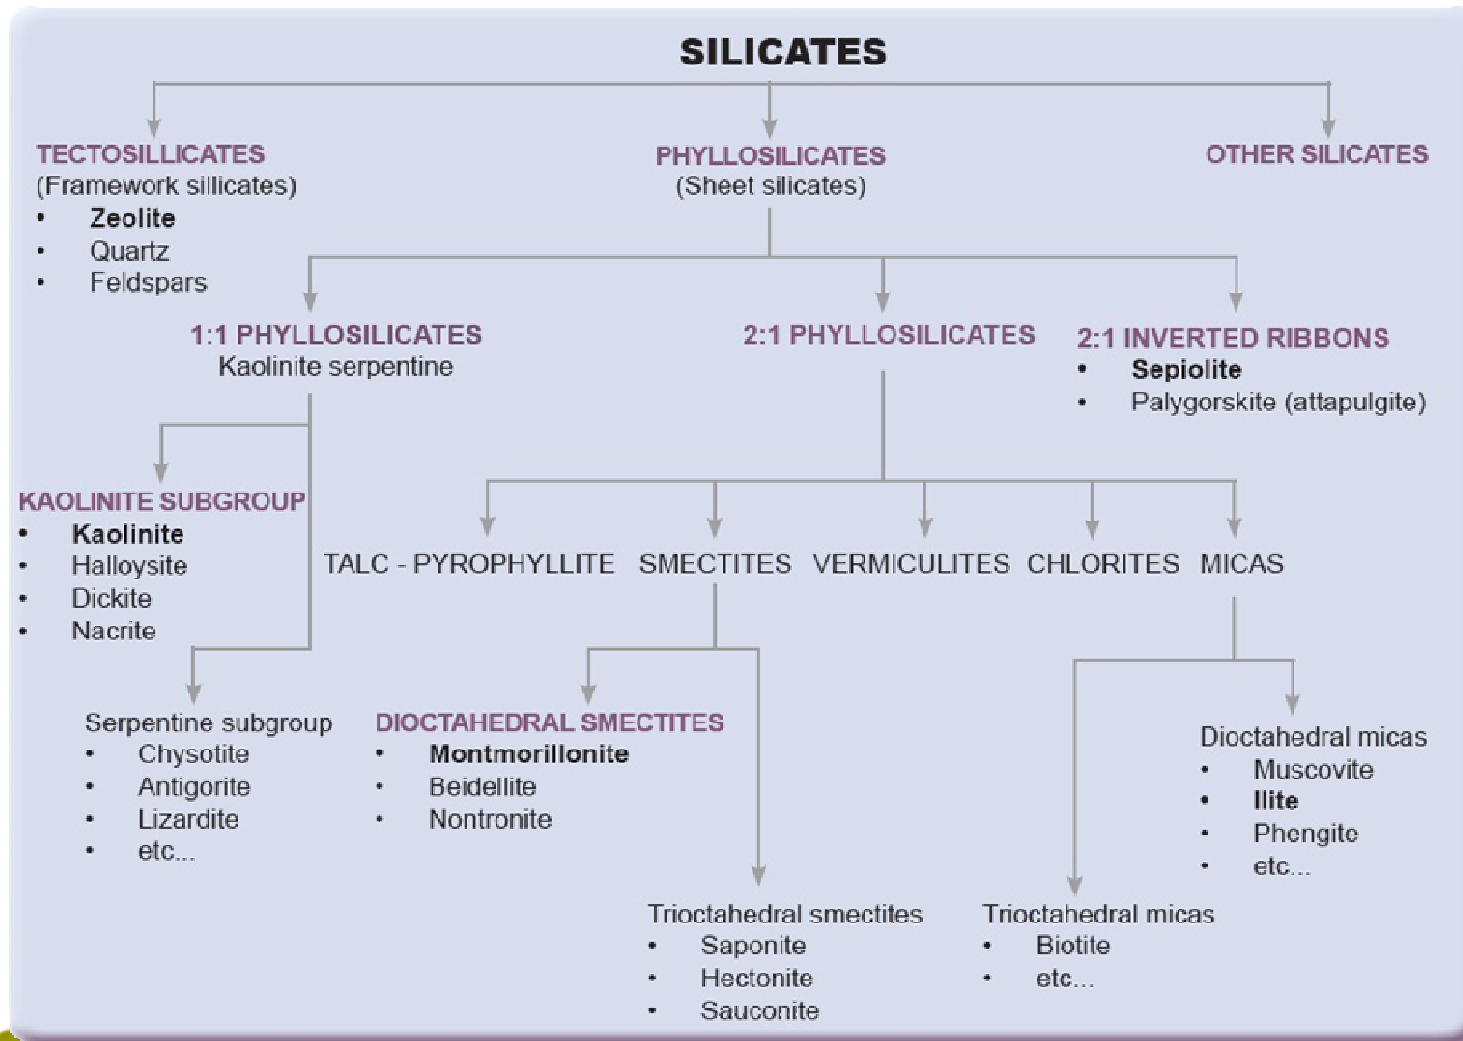 SILICATES
TECTOSILLICATES
(Framework sillicates)
• Zeolite
• Quartz
• Feldspars
PHYLLOSILICATES
(Sheet silicates)
OTHER SILICATES
1:1 PHYLLOSILICATES
Kaolinite serpentine
2:1 PHYLLOSILICATES
2:1 INVERTED RIBBONS
• Sepiolite
• Palygorskite (attapulgite)
KAOLINITE SUBGROUP
• Kaolinite
• Halloysite
• Dickite
• Nacrite
TALC - PYROPHYLLITE
SMECTITES
VERMICULITES
CHLORITES
MICAS
Serpentine subgroup
• Chysotite
• Antigorite
• Lizardite
• etc...
DIOCTAHEDRAL SMECTITES
• Montmorillonite
• Beidellite
• Nontronite
Dioctahedral micas
• Muscovite
• Ilite
• Phengite
• etc...
Trioctahedral smectites
• Saponite
• Hectonite
• Sauconite
Trioctahedral micas
• Biotite
• etc...